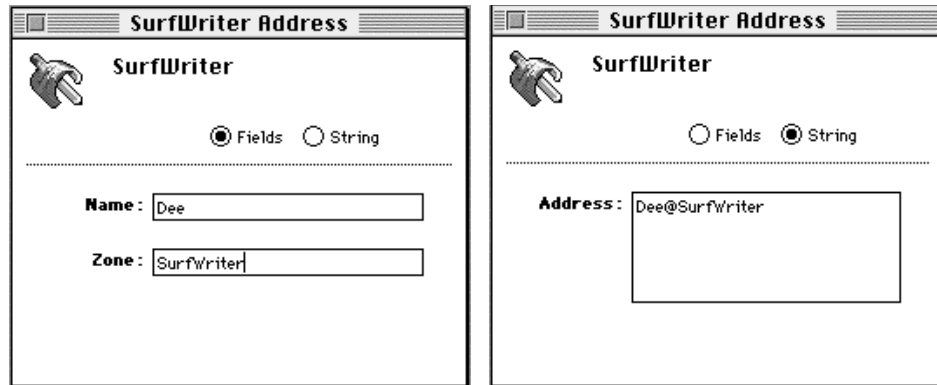 SurfWriter Address
SurfWriter
Fields String
Name: Dee
Zone: SurfWriter
SurfWriter Address
SurfWriter
Fields String
Address: Dee@SurfWriter